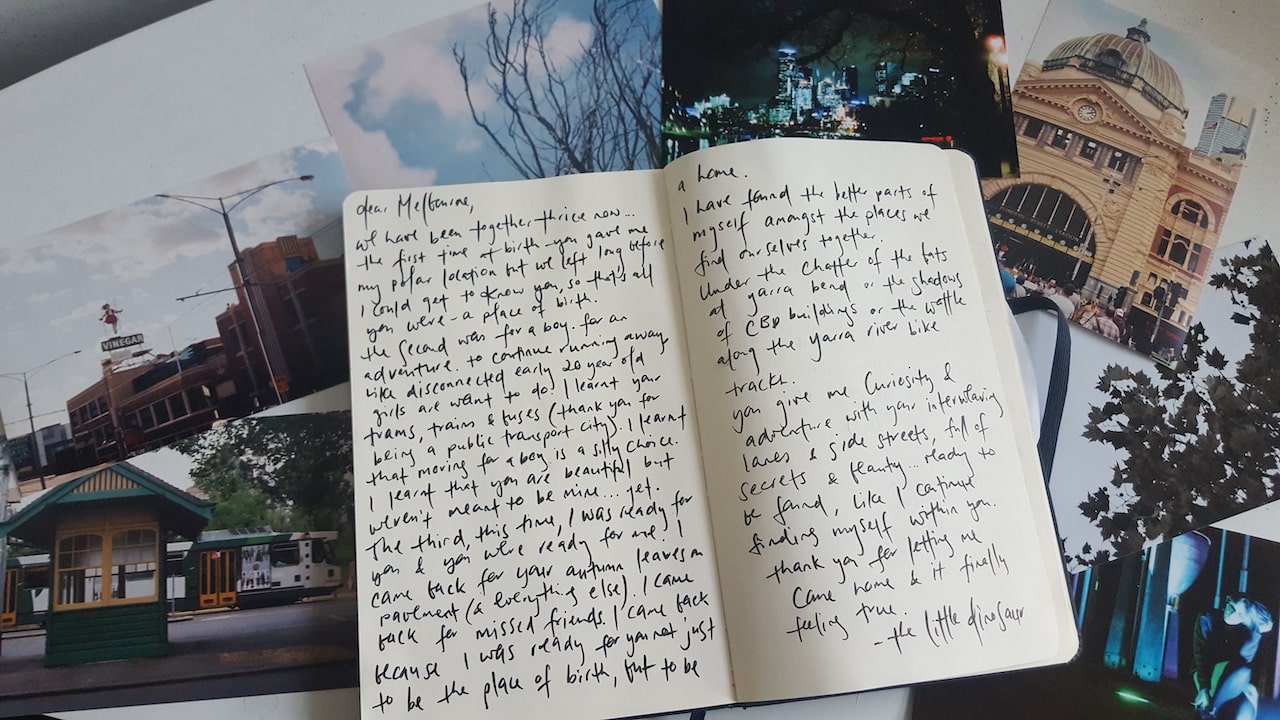 VINEGAR
dear Melbourne,
we have been together thrice now...
the first time at birth - you gave me
my polar location but we left long before
I could get to know you, so that's all
you were - a place of birth.
the second was for a boy. for an
adventure. to continue running away
like disconnected early 20 year old
girls are want to do. I learnt your
trams, trains & buses (thank you for
being a public transport city). I learnt
that moving for a boy is a silly choice.
I learnt that you are beautiful but
weren't meant to be mine... yet.
The third, this time, I was ready for
you & you were ready for me. I
came back for your autumn leaves on
pavement (& everything else). I came
back for missed friends. I came back
because I was ready for you not just
to be the place of birth, but to be
a home.
I have found the better parts of
myself amongst the places we
find ourselves together.
Under the chatter of the bats
at yarra bend or the shadows
of CBD buildings or the wattle
along the yarra river bike
tracks.
you give me curiosity &
adventure with your interweaving
lanes & side streets, full of
secrets & beauty... ready to
be found, like I continue
finding myself within you.
thank you for letting me
come home & it finally
feeling true.
- the little dinosaur